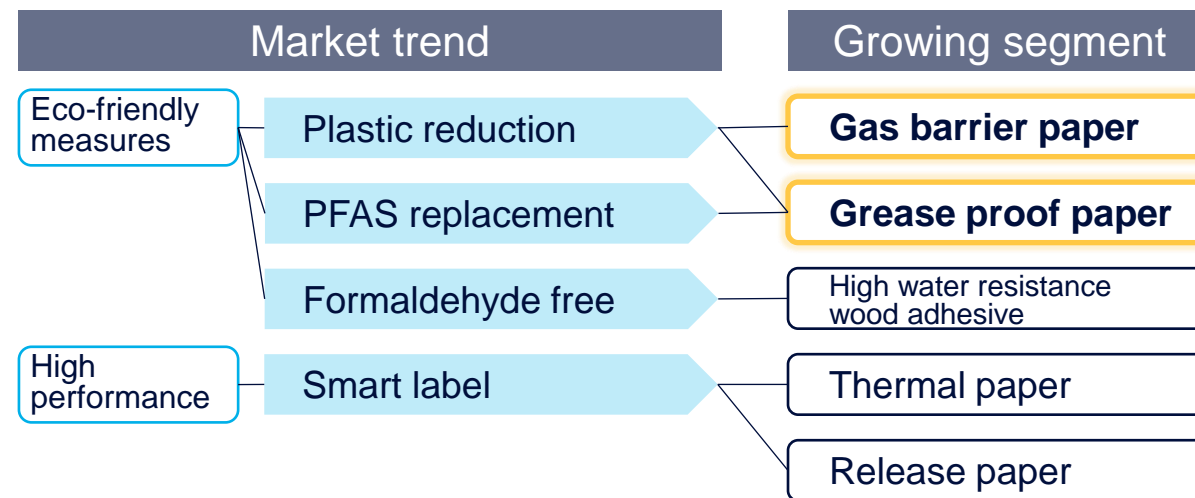 Market trend
Growing segment
Eco-friendly
measures
Plastic reduction
Gas barrier paper
PFAS replacement
Grease proof paper
Formaldehyde free
High water resistance
wood adhesive
High
performance
Smart label
Thermal paper
Release paper